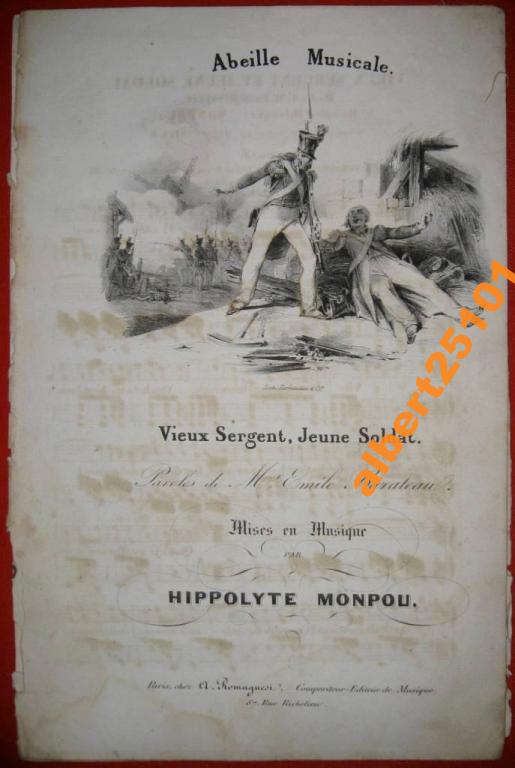 Abeille Musicale.
Vieux Sergent, Jeune Soldat.
Paroles de Mr Emile
Mises en Musique
PAR
HIPPOLYTE MONPOU.
Paris, chez A. Romagnesi, Compositeur-Editeur de Musique,
Rue Richelieu
albert25101